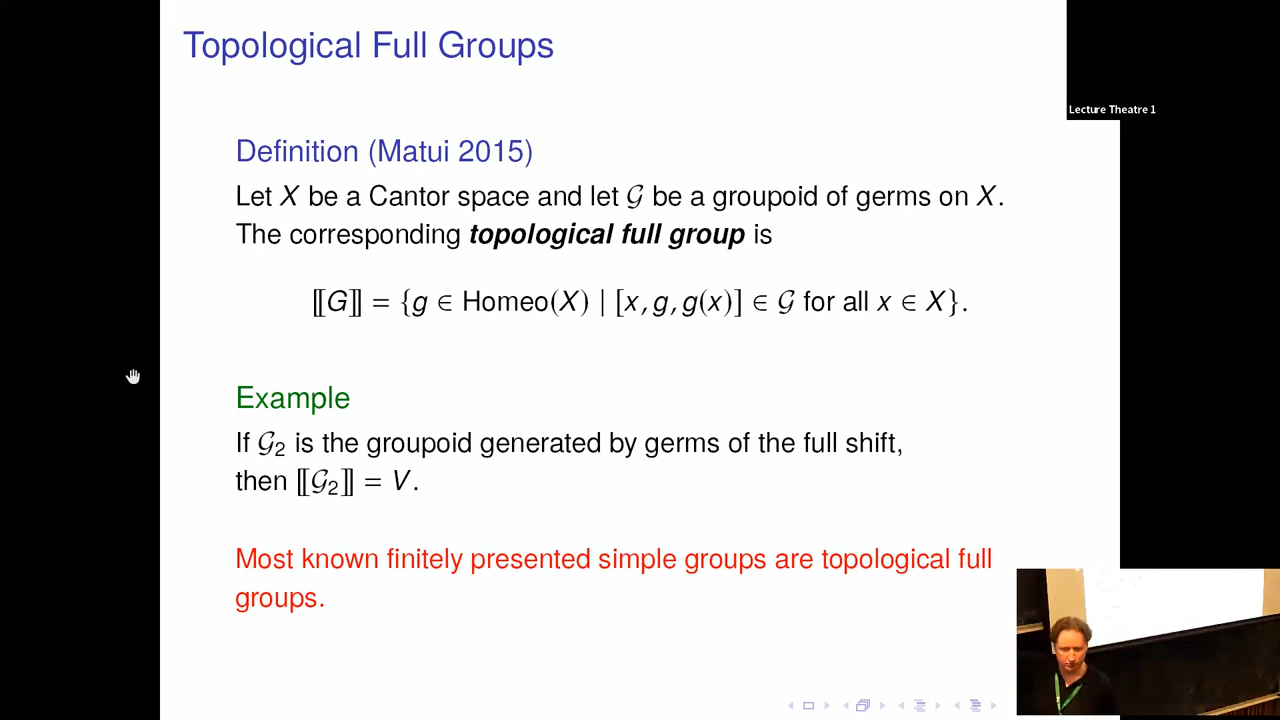 Topological Full Groups
Lecture Theatre 1
Definition (Matui 2015)
Let X be a Cantor space and let 𝒢 be a groupoid of germs on X.
The corresponding topological full group is
⟦G⟧ = {g ∈ Homeo(X) | [x, g, g(x)] ∈ 𝒢 for all x ∈ X}.
Example
If 𝒢₂ is the groupoid generated by germs of the full shift,
then ⟦𝒢₂⟧ = V.
Most known finitely presented simple groups are topological full
groups.